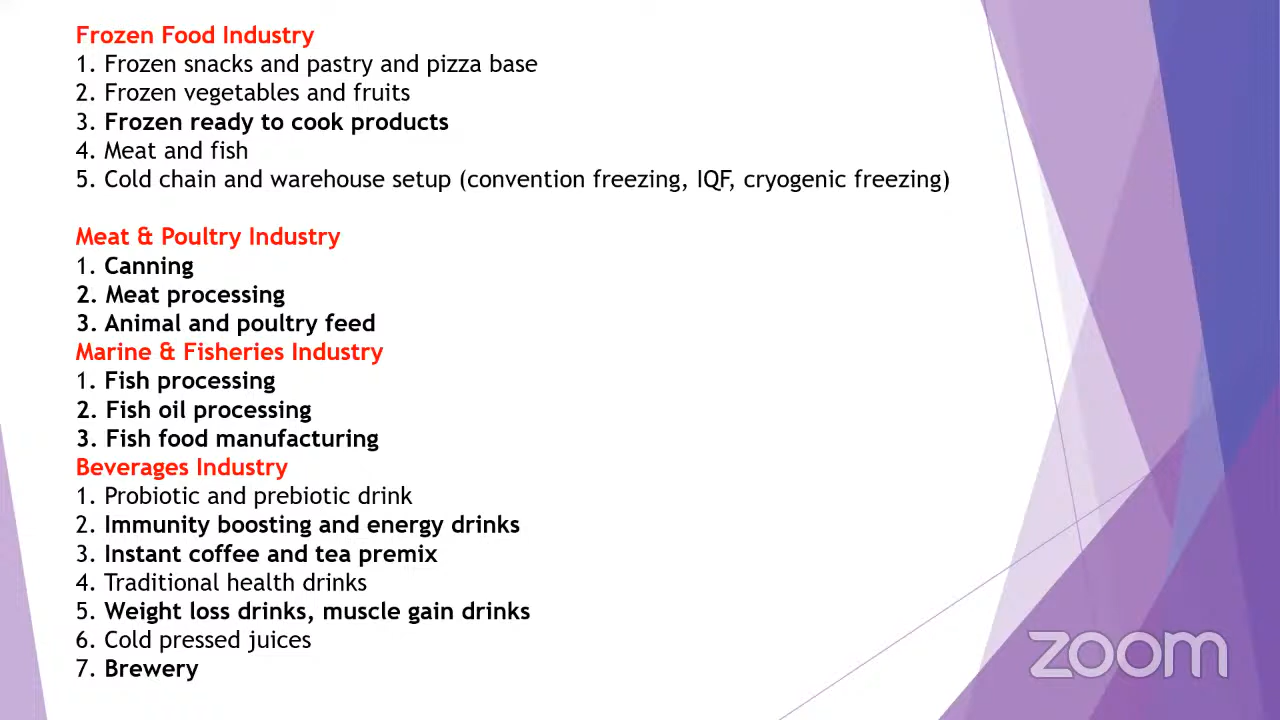 Frozen Food Industry
1. Frozen snacks and pastry and pizza base
2. Frozen vegetables and fruits
3. Frozen ready to cook products
4. Meat and fish
5. Cold chain and warehouse setup (convention freezing, IQF, cryogenic freezing)
Meat & Poultry Industry
1. Canning
2. Meat processing
3. Animal and poultry feed
Marine & Fisheries Industry
1. Fish processing
2. Fish oil processing
3. Fish food manufacturing
Beverages Industry
1. Probiotic and prebiotic drink
2. Immunity boosting and energy drinks
3. Instant coffee and tea premix
4. Traditional health drinks
5. Weight loss drinks, muscle gain drinks
6. Cold pressed juices
7. Brewery
zoom